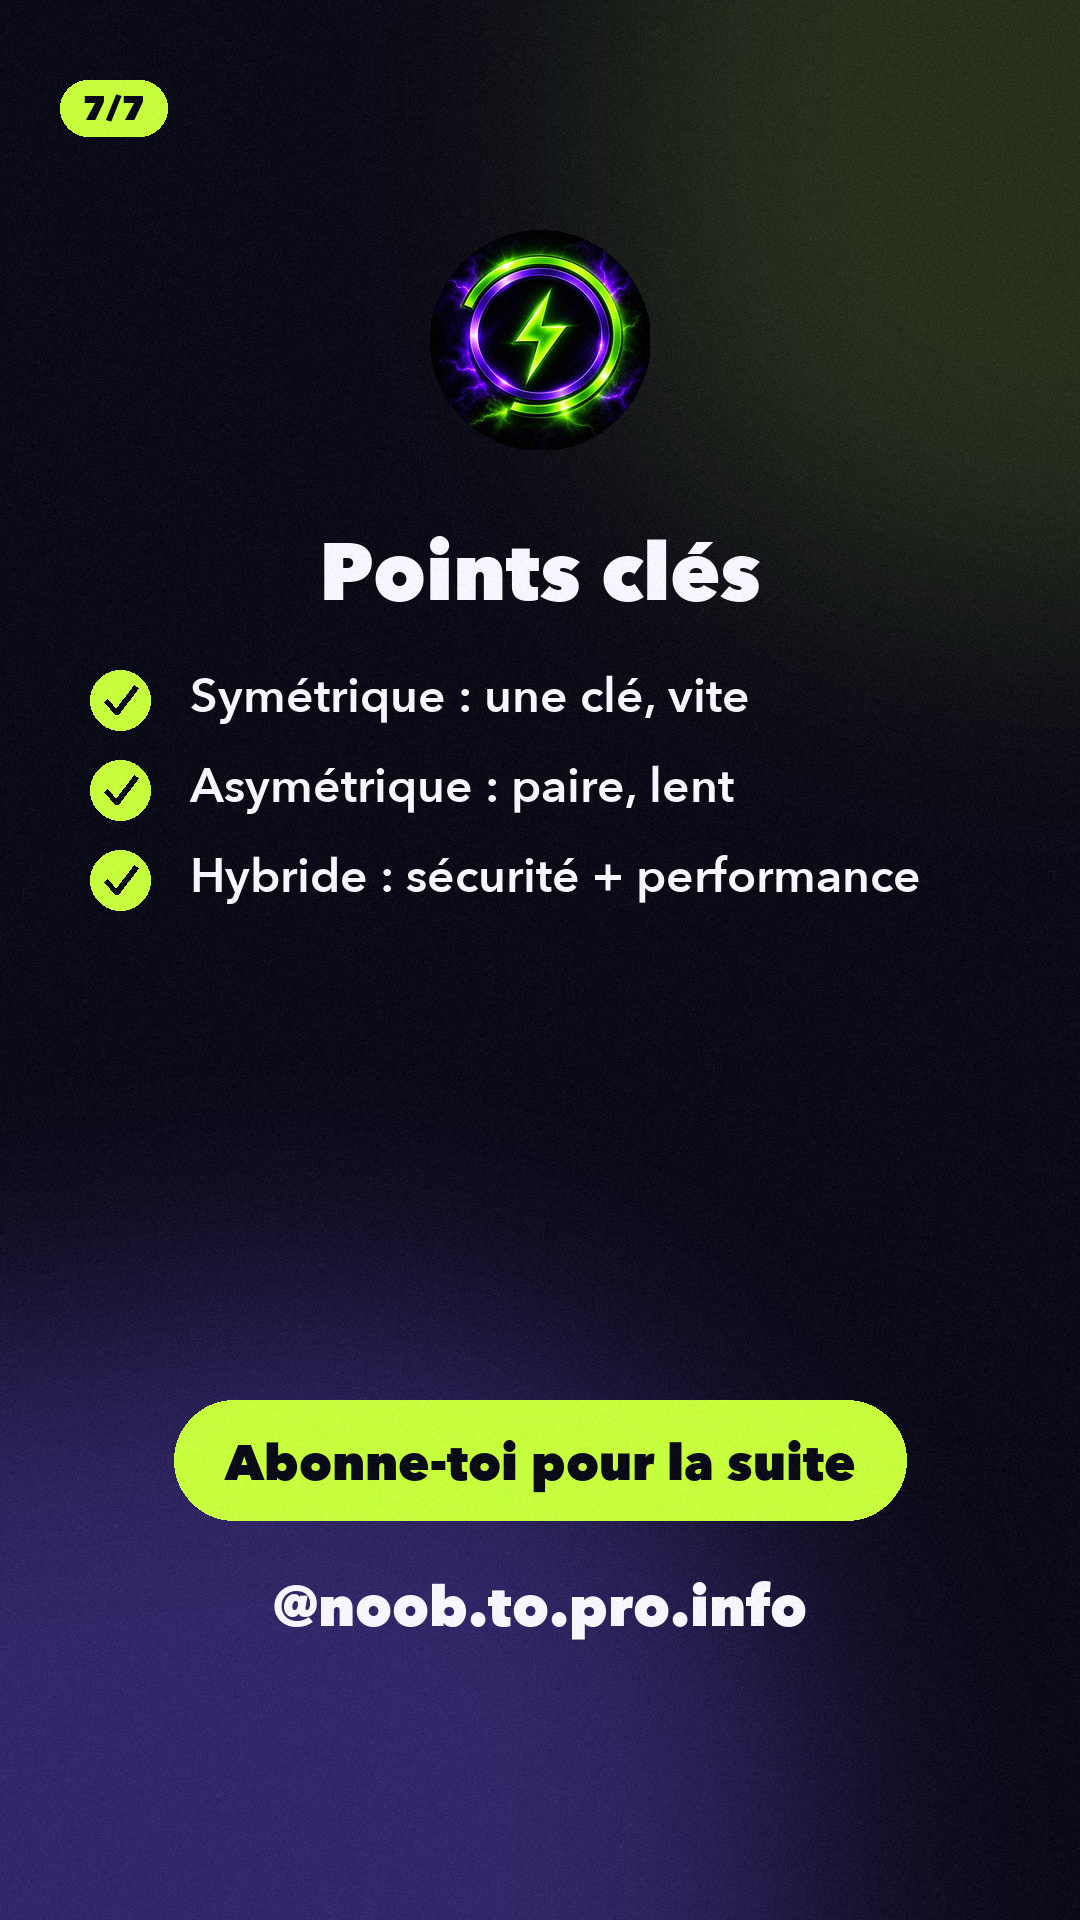 7/7
Points clés
Symétrique : une clé, vite
Asymétrique : paire, lent
Hybride : sécurité + performance
Abonne-toi pour la suite
@noob.to.pro.info